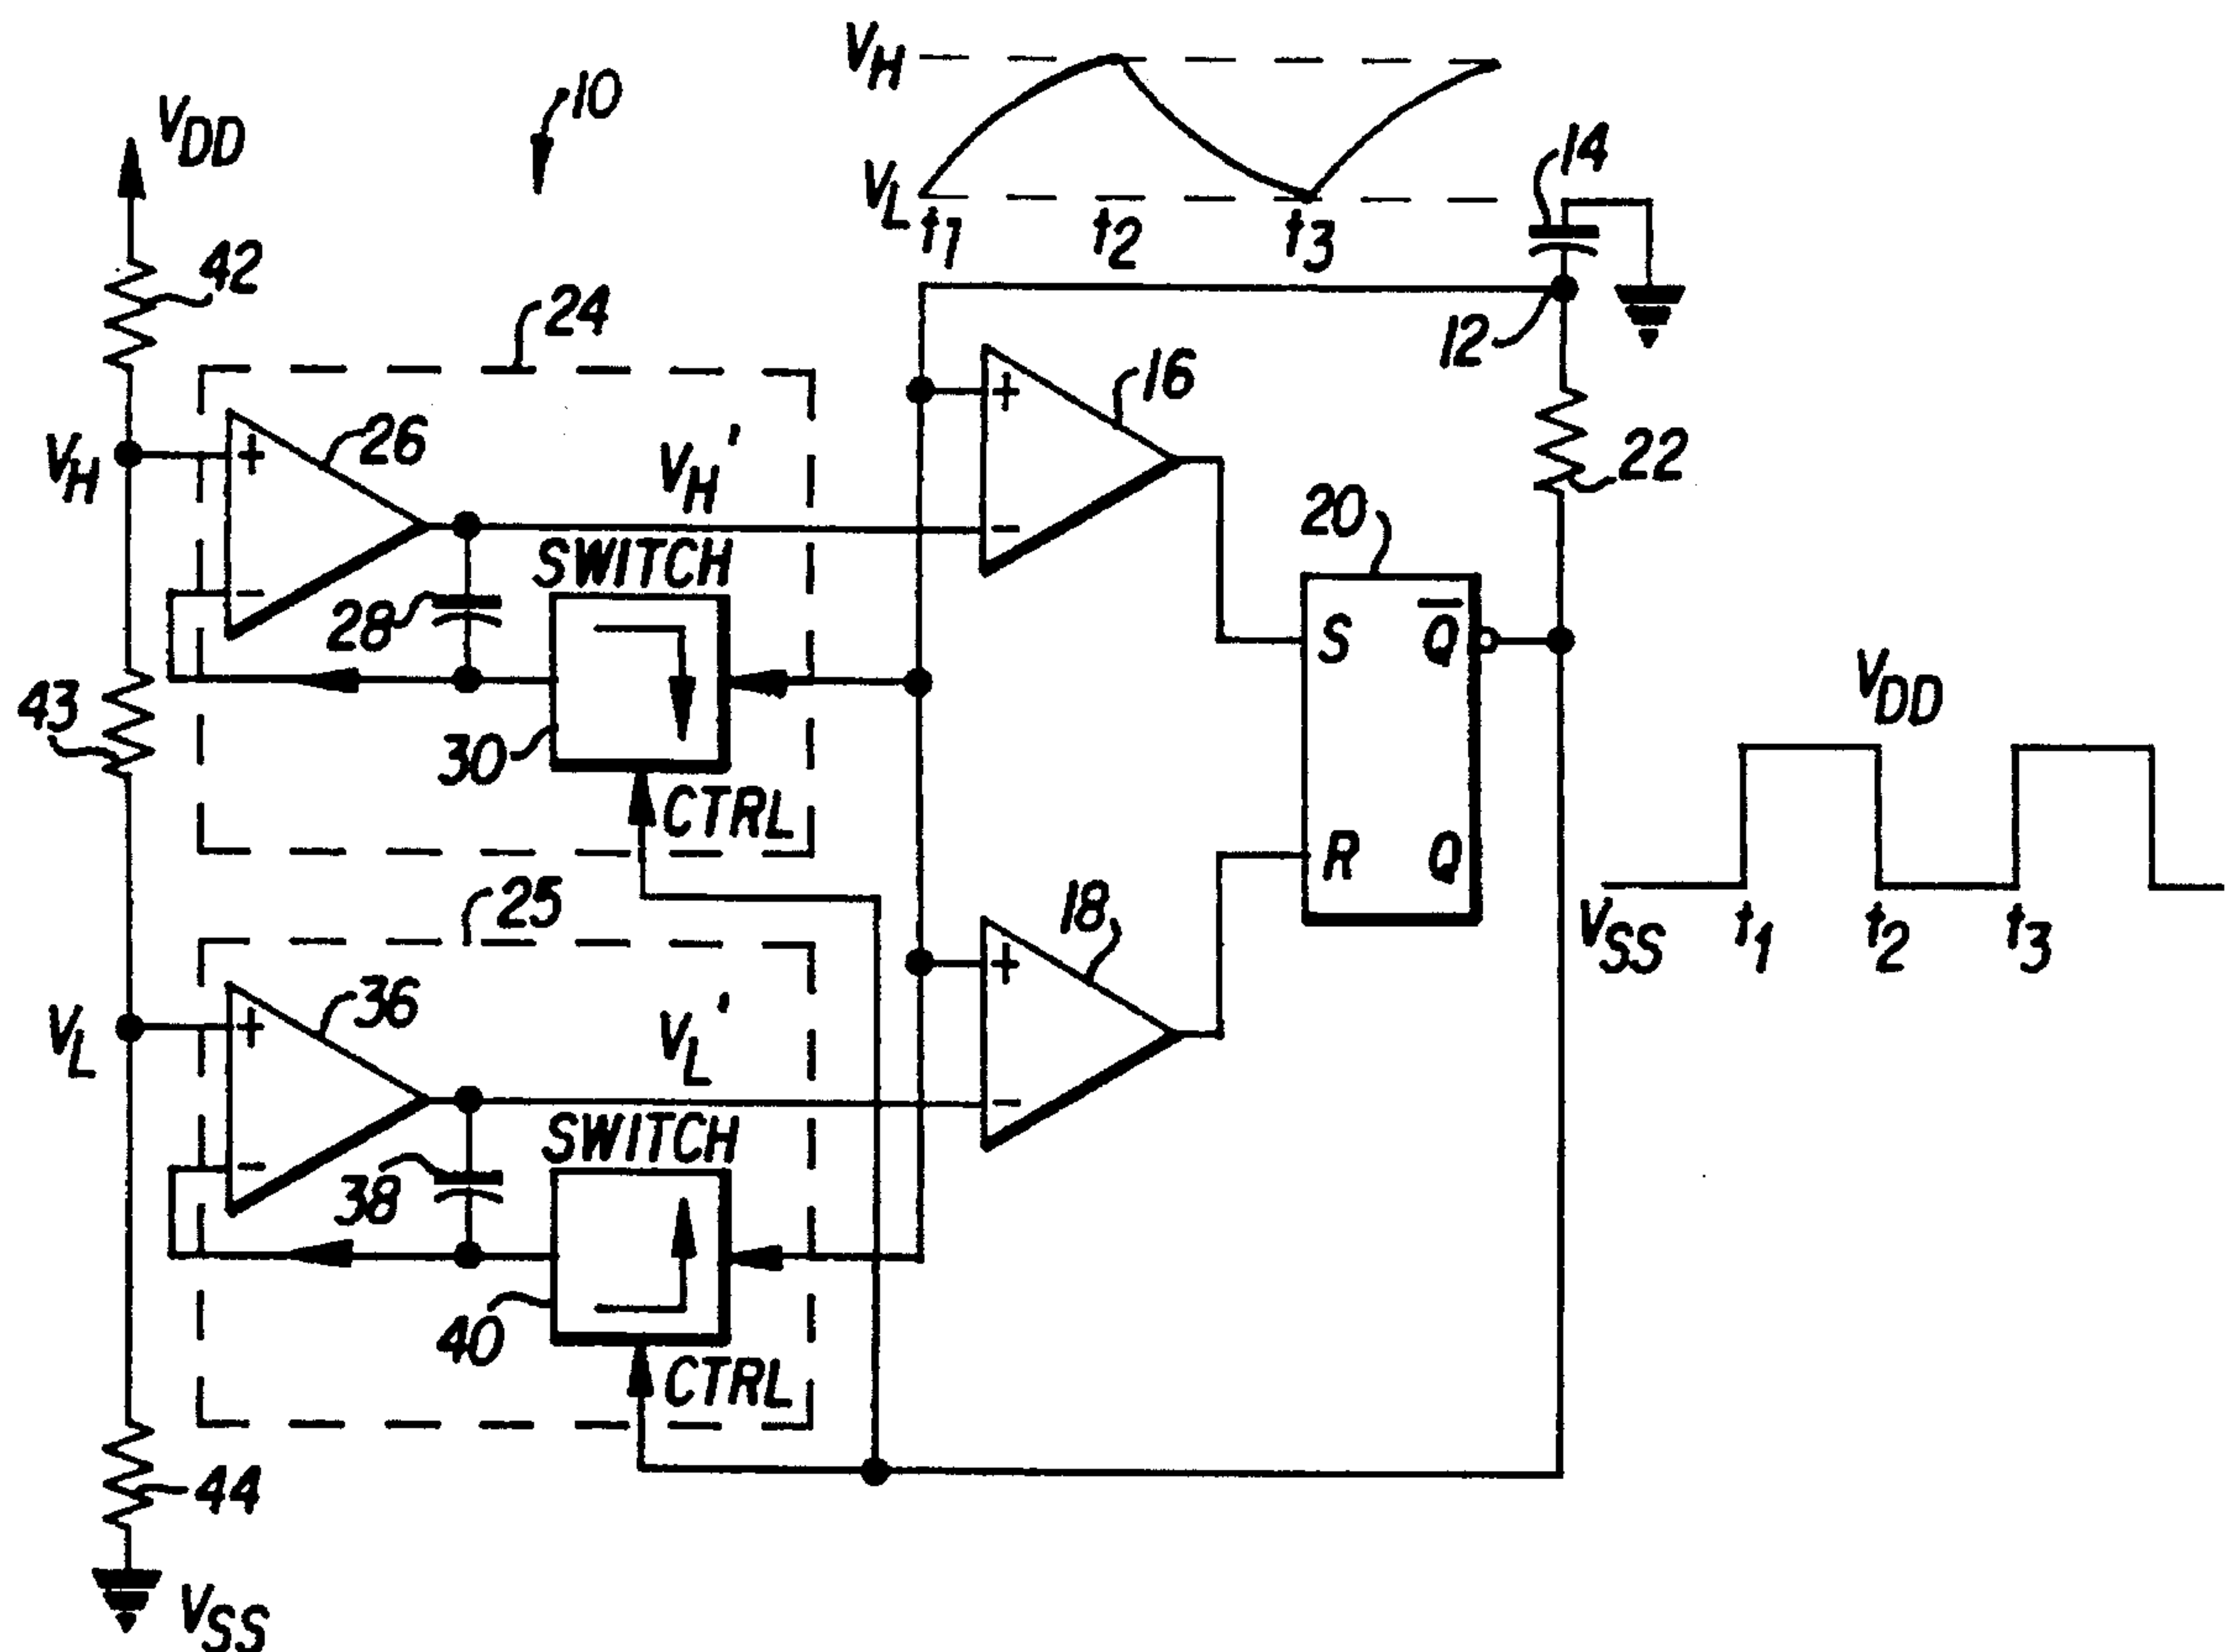 V_H
V_DD
10
V_L t_1 t_2 t_3
14
42
24
12
V_H
+
26
V_H'
+
16
22
-
SWITCH
-
20
28
S
Q̅
43
30
CTRL
V_DD
R
Q
25
18
V_SS t_1 t_2 t_3
V_L
+
36
V_L'
+
-
SWITCH
-
38
40
CTRL
44
V_SS